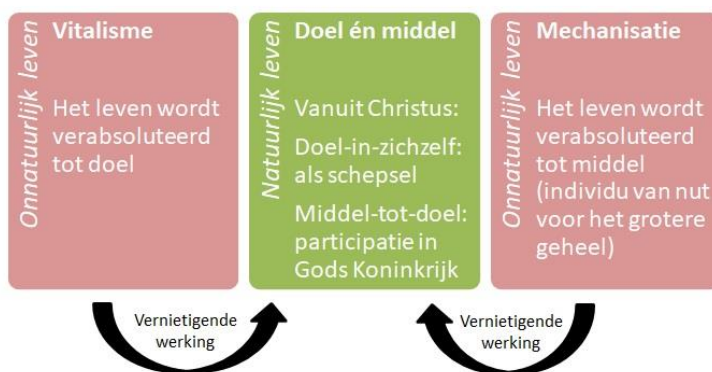 Onnatuurlijk leven
Vitalisme
Het leven wordt
verabsoluteerd
tot doel
Natuurlijk leven
Doel én middel
Vanuit Christus:
Doel-in-zichzelf:
als schepsel
Middel-tot-doel:
participatie in
Gods Koninkrijk
Onnatuurlijk leven
Mechanisatie
Het leven wordt
verabsoluteerd
tot middel
(individu van nut
voor het grotere
geheel)
Vernietigende
werking
Vernietigende
werking